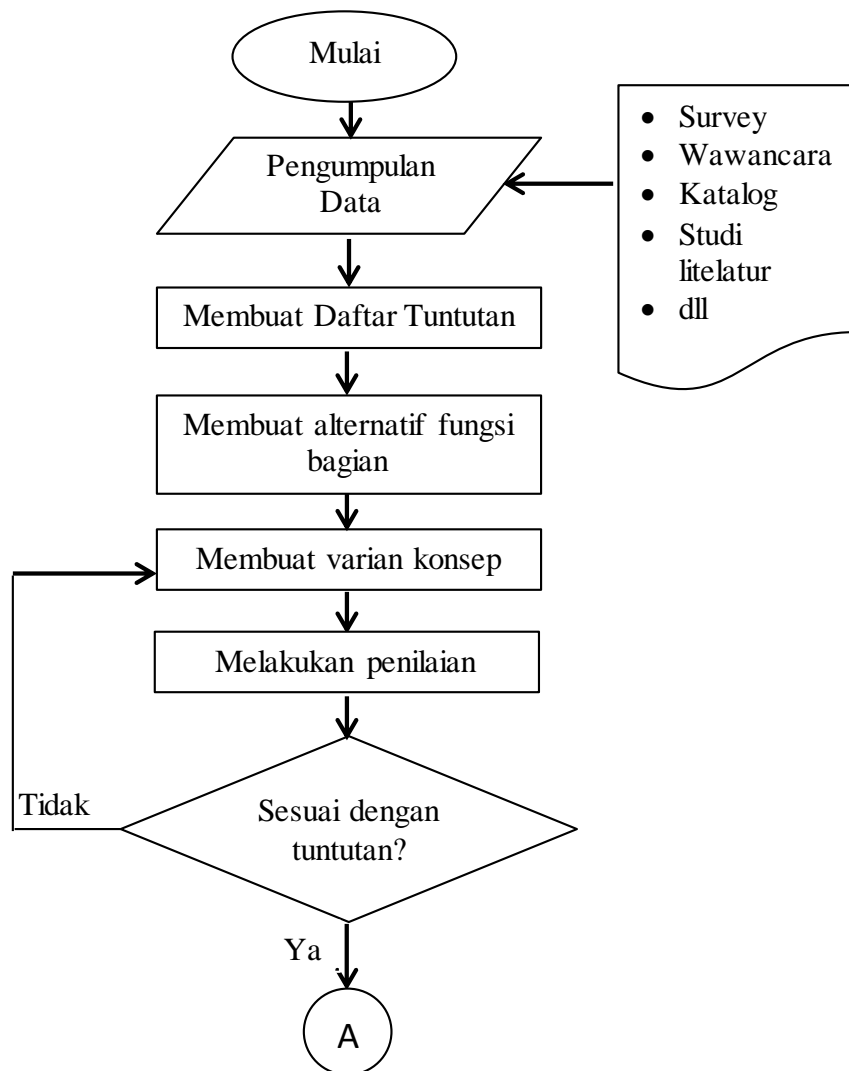 Mulai
Pengumpulan
Data
• Survey
• Wawancara
• Katalog
• Studi
litelatur
• dll
Membuat Daftar Tuntutan
Membuat alternatif fungsi
bagian
Membuat varian konsep
Melakukan penilaian
Tidak
Sesuai dengan
tuntutan?
Ya
A